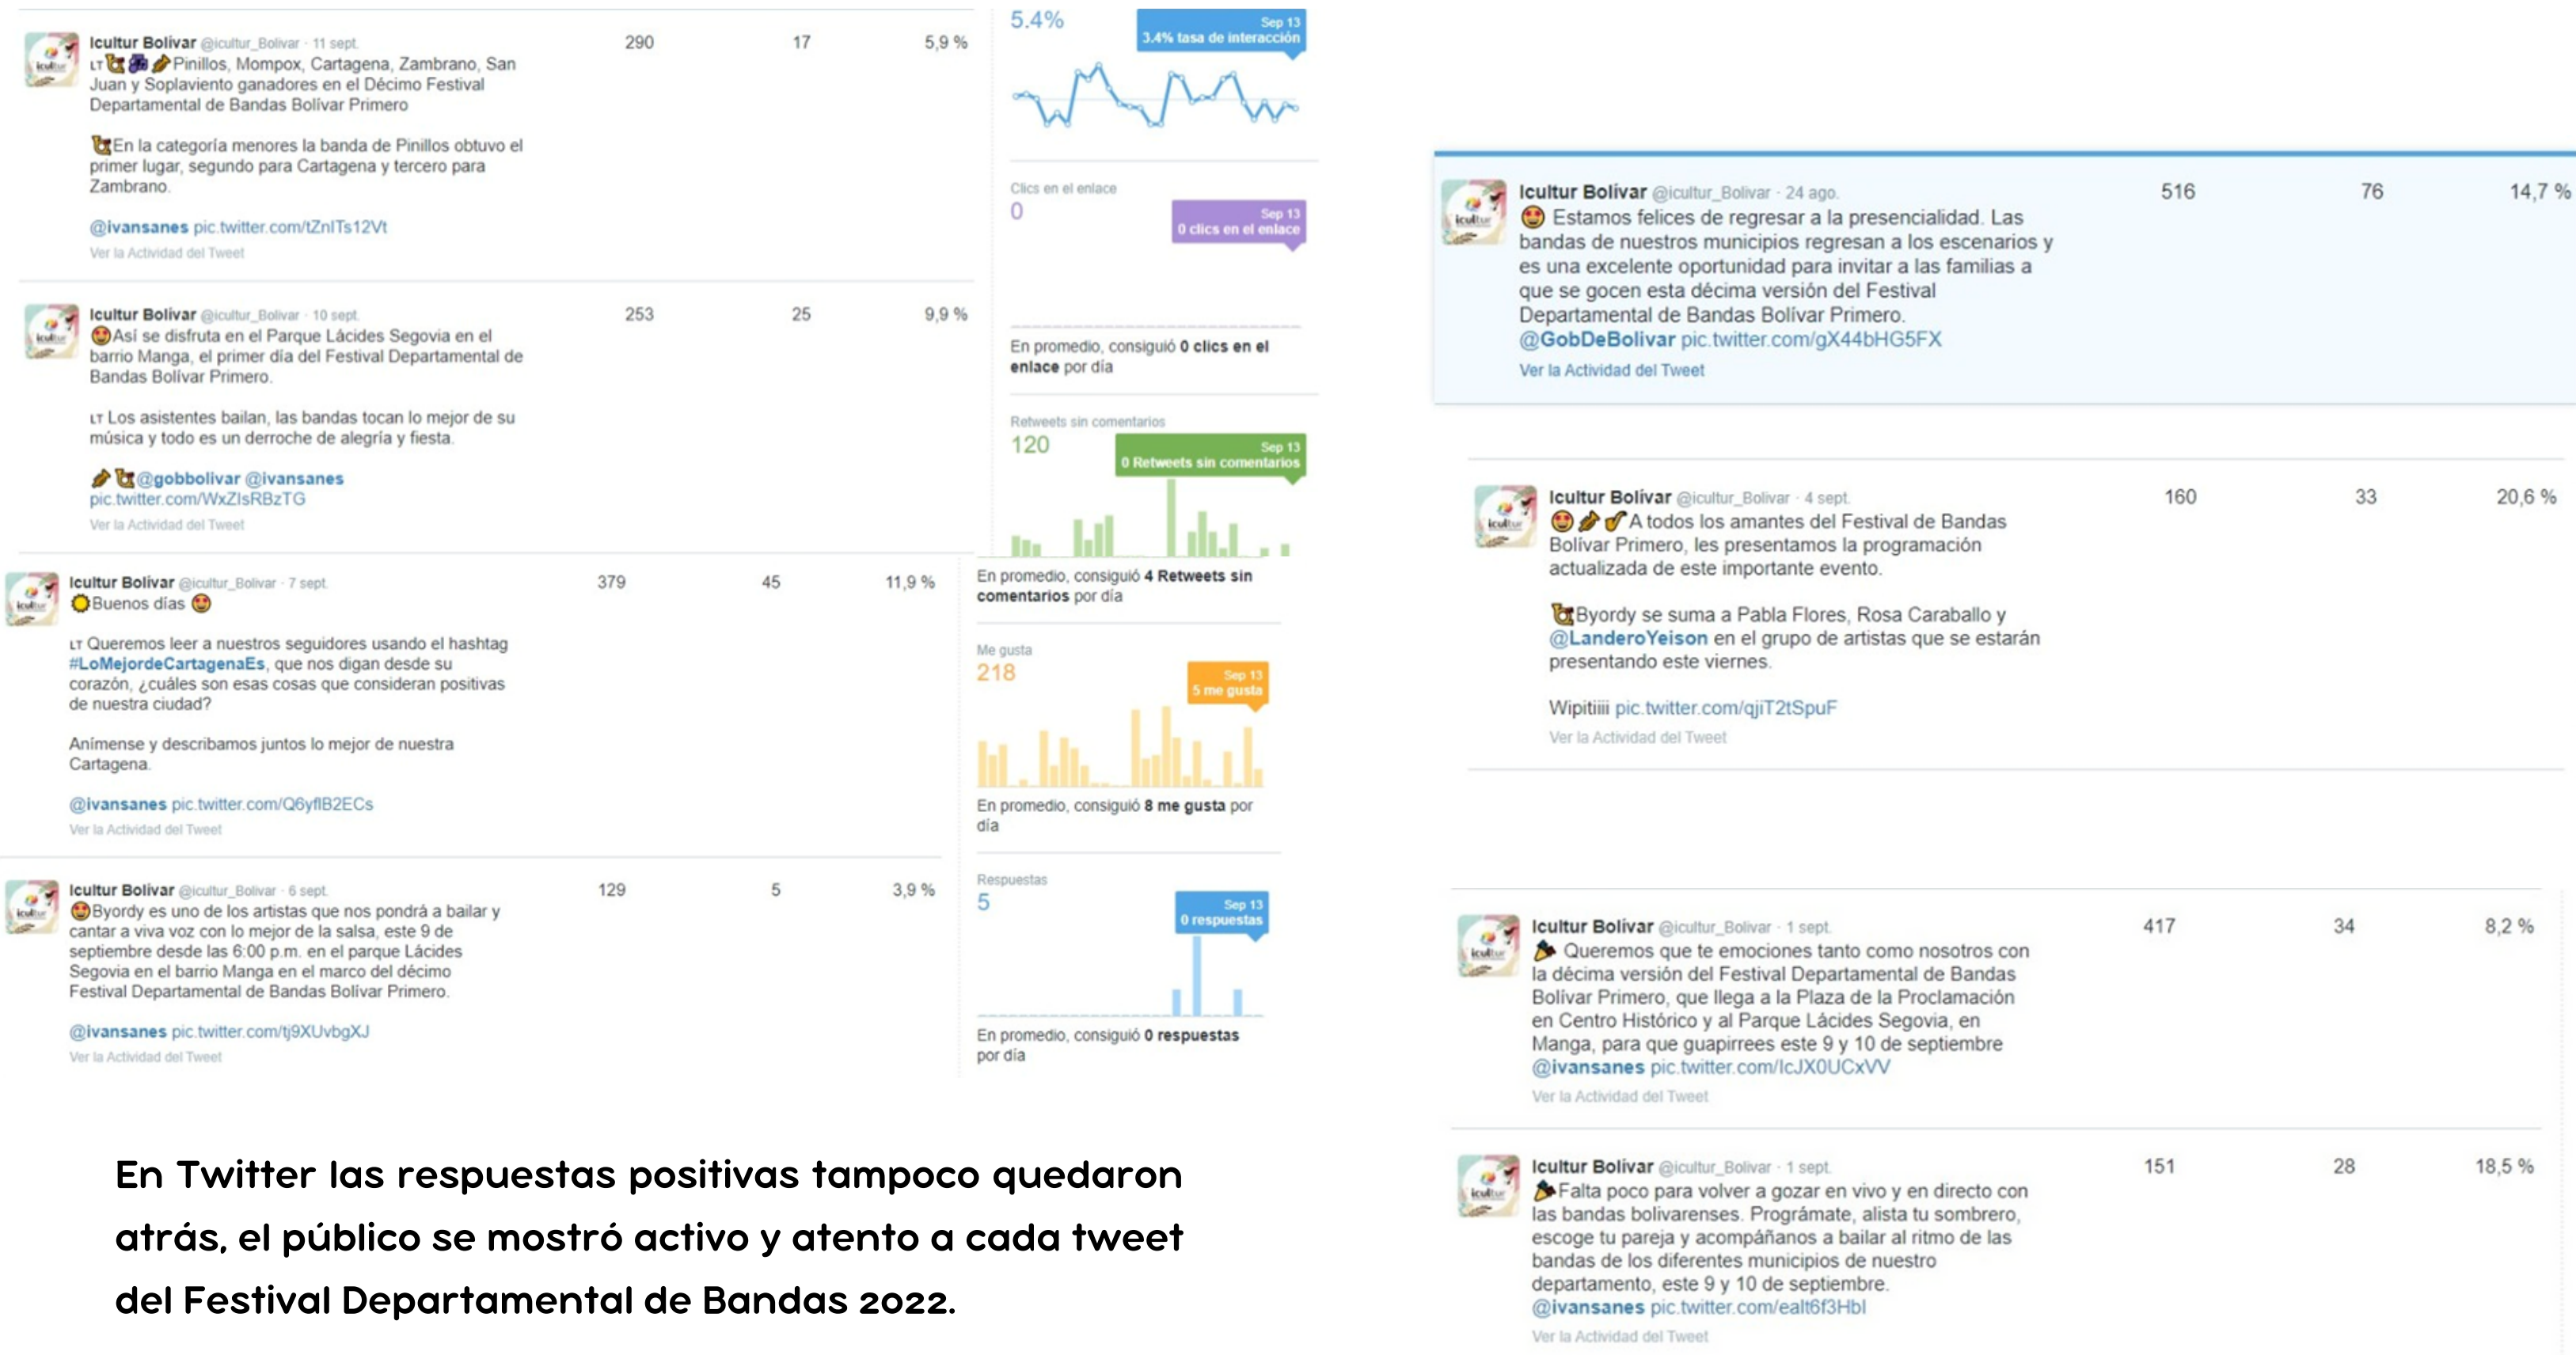 Icultur Bolívar @icultur_Bolivar · 11 sept. 290 17 5,9 %
LT Pinillos, Mompox, Cartagena, Zambrano, San
Juan y Soplaviento ganadores en el Décimo Festival
Departamental de Bandas Bolívar Primero
En la categoría menores la banda de Pinillos obtuvo el
primer lugar, segundo para Cartagena y tercero para
Zambrano.
@ivansanes pic.twitter.com/tZnITs12Vt
Ver la Actividad del Tweet
Icultur Bolívar @icultur_Bolivar · 10 sept. 253 25 9,9 %
Así se disfruta en el Parque Lácides Segovia en el
barrio Manga, el primer día del Festival Departamental de
Bandas Bolívar Primero.
LT Los asistentes bailan, las bandas tocan lo mejor de su
música y todo es un derroche de alegría y fiesta.
@gobbolivar @ivansanes
pic.twitter.com/WxZIsRBzTG
Ver la Actividad del Tweet
Icultur Bolívar @icultur_Bolivar · 7 sept. 379 45 11,9 %
Buenos días
LT Queremos leer a nuestros seguidores usando el hashtag
#LoMejordeCartagenaEs, que nos digan desde su
corazón, ¿cuáles son esas cosas que consideran positivas
de nuestra ciudad?
Anímense y describamos juntos lo mejor de nuestra
Cartagena.
@ivansanes pic.twitter.com/Q6yflB2ECs
Ver la Actividad del Tweet
Icultur Bolívar @icultur_Bolivar · 6 sept. 129 5 3,9 %
Byordy es uno de los artistas que nos pondrá a bailar y
cantar a viva voz con lo mejor de la salsa, este 9 de
septiembre desde las 6:00 p.m. en el parque Lácides
Segovia en el barrio Manga en el marco del décimo
Festival Departamental de Bandas Bolívar Primero.
@ivansanes pic.twitter.com/tj9XUvbgXJ
Ver la Actividad del Tweet
5.4%
Sep 13
3.4% tasa de interacción
Clics en el enlace
0
Sep 13
0 clics en el enlace
En promedio, consiguió 0 clics en el
enlace por día
Retweets sin comentarios
120
Sep 13
0 Retweets sin comentarios
En promedio, consiguió 4 Retweets sin
comentarios por día
Me gusta
218
Sep 13
5 me gusta
En promedio, consiguió 8 me gusta por
día
Respuestas
5
Sep 13
0 respuestas
En promedio, consiguió 0 respuestas
por día
En Twitter las respuestas positivas tampoco quedaron
atrás, el público se mostró activo y atento a cada tweet
del Festival Departamental de Bandas 2022.
Icultur Bolívar @icultur_Bolivar · 24 ago. 516 76 14,7 %
Estamos felices de regresar a la presencialidad. Las
bandas de nuestros municipios regresan a los escenarios y
es una excelente oportunidad para invitar a las familias a
que se gocen esta décima versión del Festival
Departamental de Bandas Bolívar Primero.
@GobDeBolivar pic.twitter.com/gX44bHG5FX
Ver la Actividad del Tweet
Icultur Bolívar @icultur_Bolivar · 4 sept. 160 33 20,6 %
A todos los amantes del Festival de Bandas
Bolívar Primero, les presentamos la programación
actualizada de este importante evento.
Byordy se suma a Pabla Flores, Rosa Caraballo y
@LanderoYeison en el grupo de artistas que se estarán
presentando este viernes.
Wipitiiii pic.twitter.com/qjiT2tSpuF
Ver la Actividad del Tweet
Icultur Bolívar @icultur_Bolivar · 1 sept. 417 34 8,2 %
Queremos que te emociones tanto como nosotros con
la décima versión del Festival Departamental de Bandas
Bolívar Primero, que llega a la Plaza de la Proclamación
en Centro Histórico y al Parque Lácides Segovia, en
Manga, para que guapirrees este 9 y 10 de septiembre
@ivansanes pic.twitter.com/IcJX0UCxVV
Ver la Actividad del Tweet
Icultur Bolívar @icultur_Bolivar · 1 sept. 151 28 18,5 %
Falta poco para volver a gozar en vivo y en directo con
las bandas bolivarenses. Prográmate, alista tu sombrero,
escoge tu pareja y acompáñanos a bailar al ritmo de las
bandas de los diferentes municipios de nuestro
departamento, este 9 y 10 de septiembre.
@ivansanes pic.twitter.com/ealt6f3HbI
Ver la Actividad del Tweet